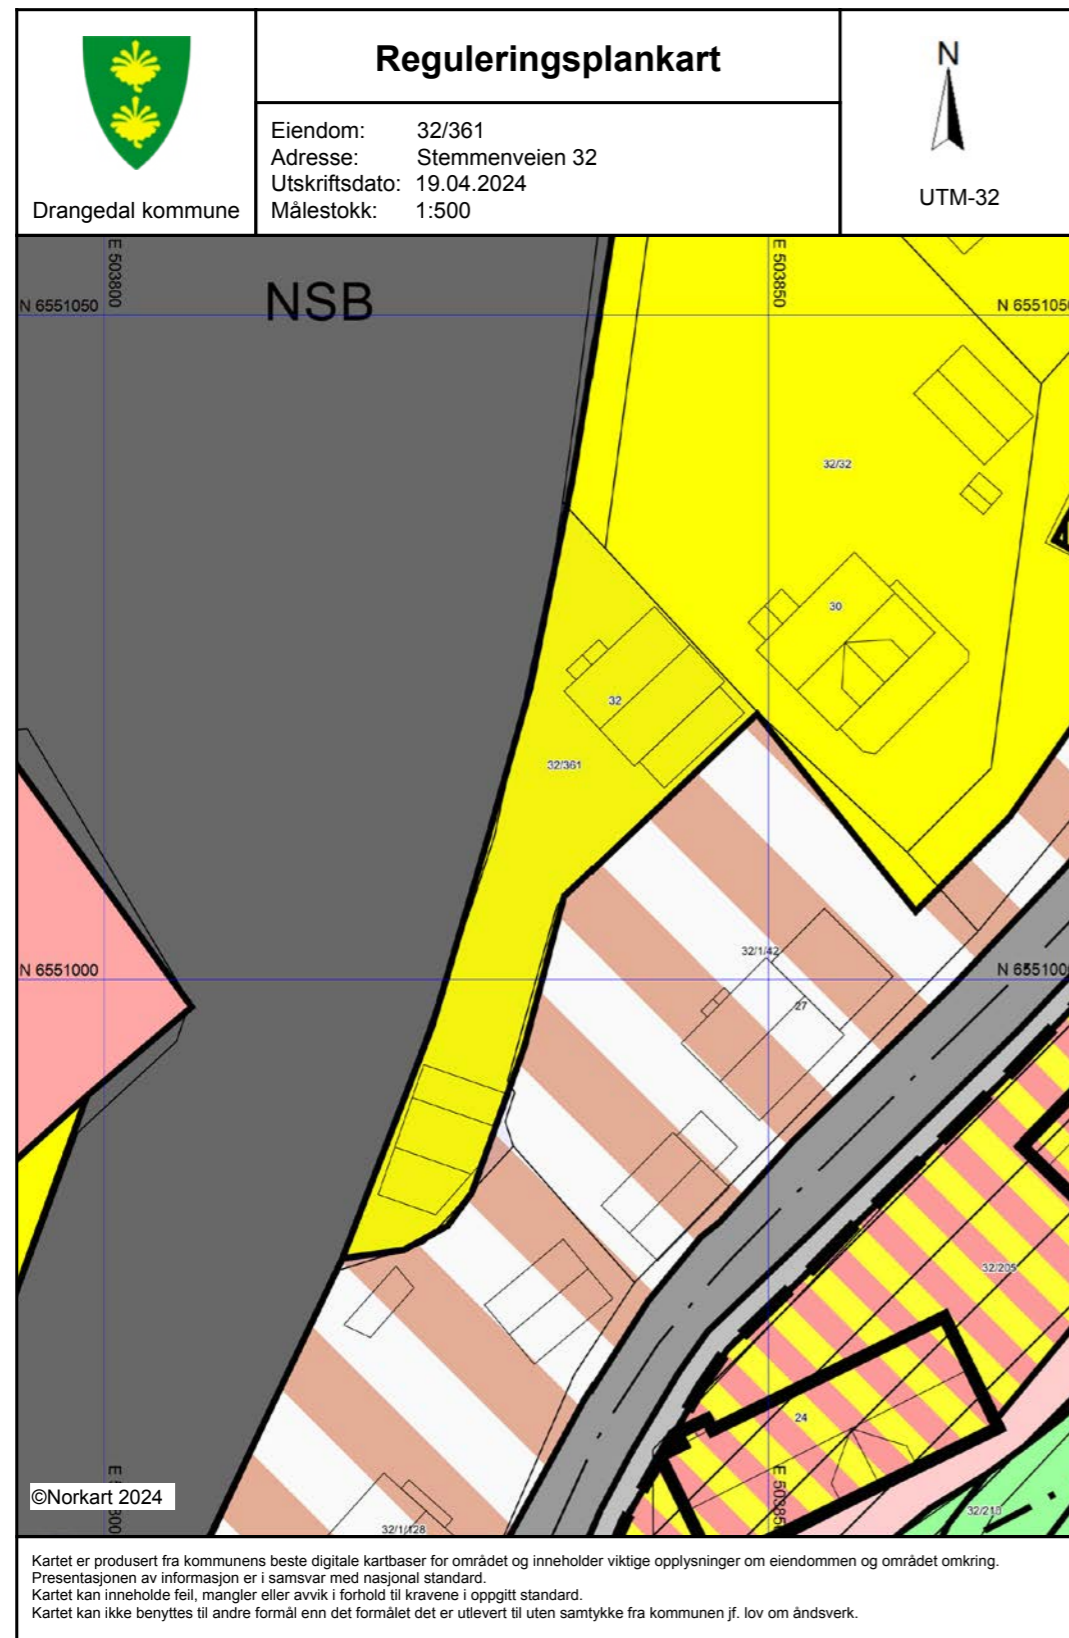 Reguleringsplankart
Eiendom: 32/361
Adresse: Stemmenveien 32
Utskriftsdato: 19.04.2024
Målestokk: 1:500
Drangedal kommune
N
UTM-32
E 503800
E 503850
N 6551050
N 6551050
NSB
32/32
30
32
32/361
32/1/42
N 6551000
N 6551000
27
32/205
24
E 503850
©Norkart 2024
32/213
32/1/128
Kartet er produsert fra kommunens beste digitale kartbaser for området og inneholder viktige opplysninger om eiendommen og området omkring.
Presentasjonen av informasjon er i samsvar med nasjonal standard.
Kartet kan inneholde feil, mangler eller avvik i forhold til kravene i oppgitt standard.
Kartet kan ikke benyttes til andre formål enn det formålet det er utlevert til uten samtykke fra kommunen jf. lov om åndsverk.